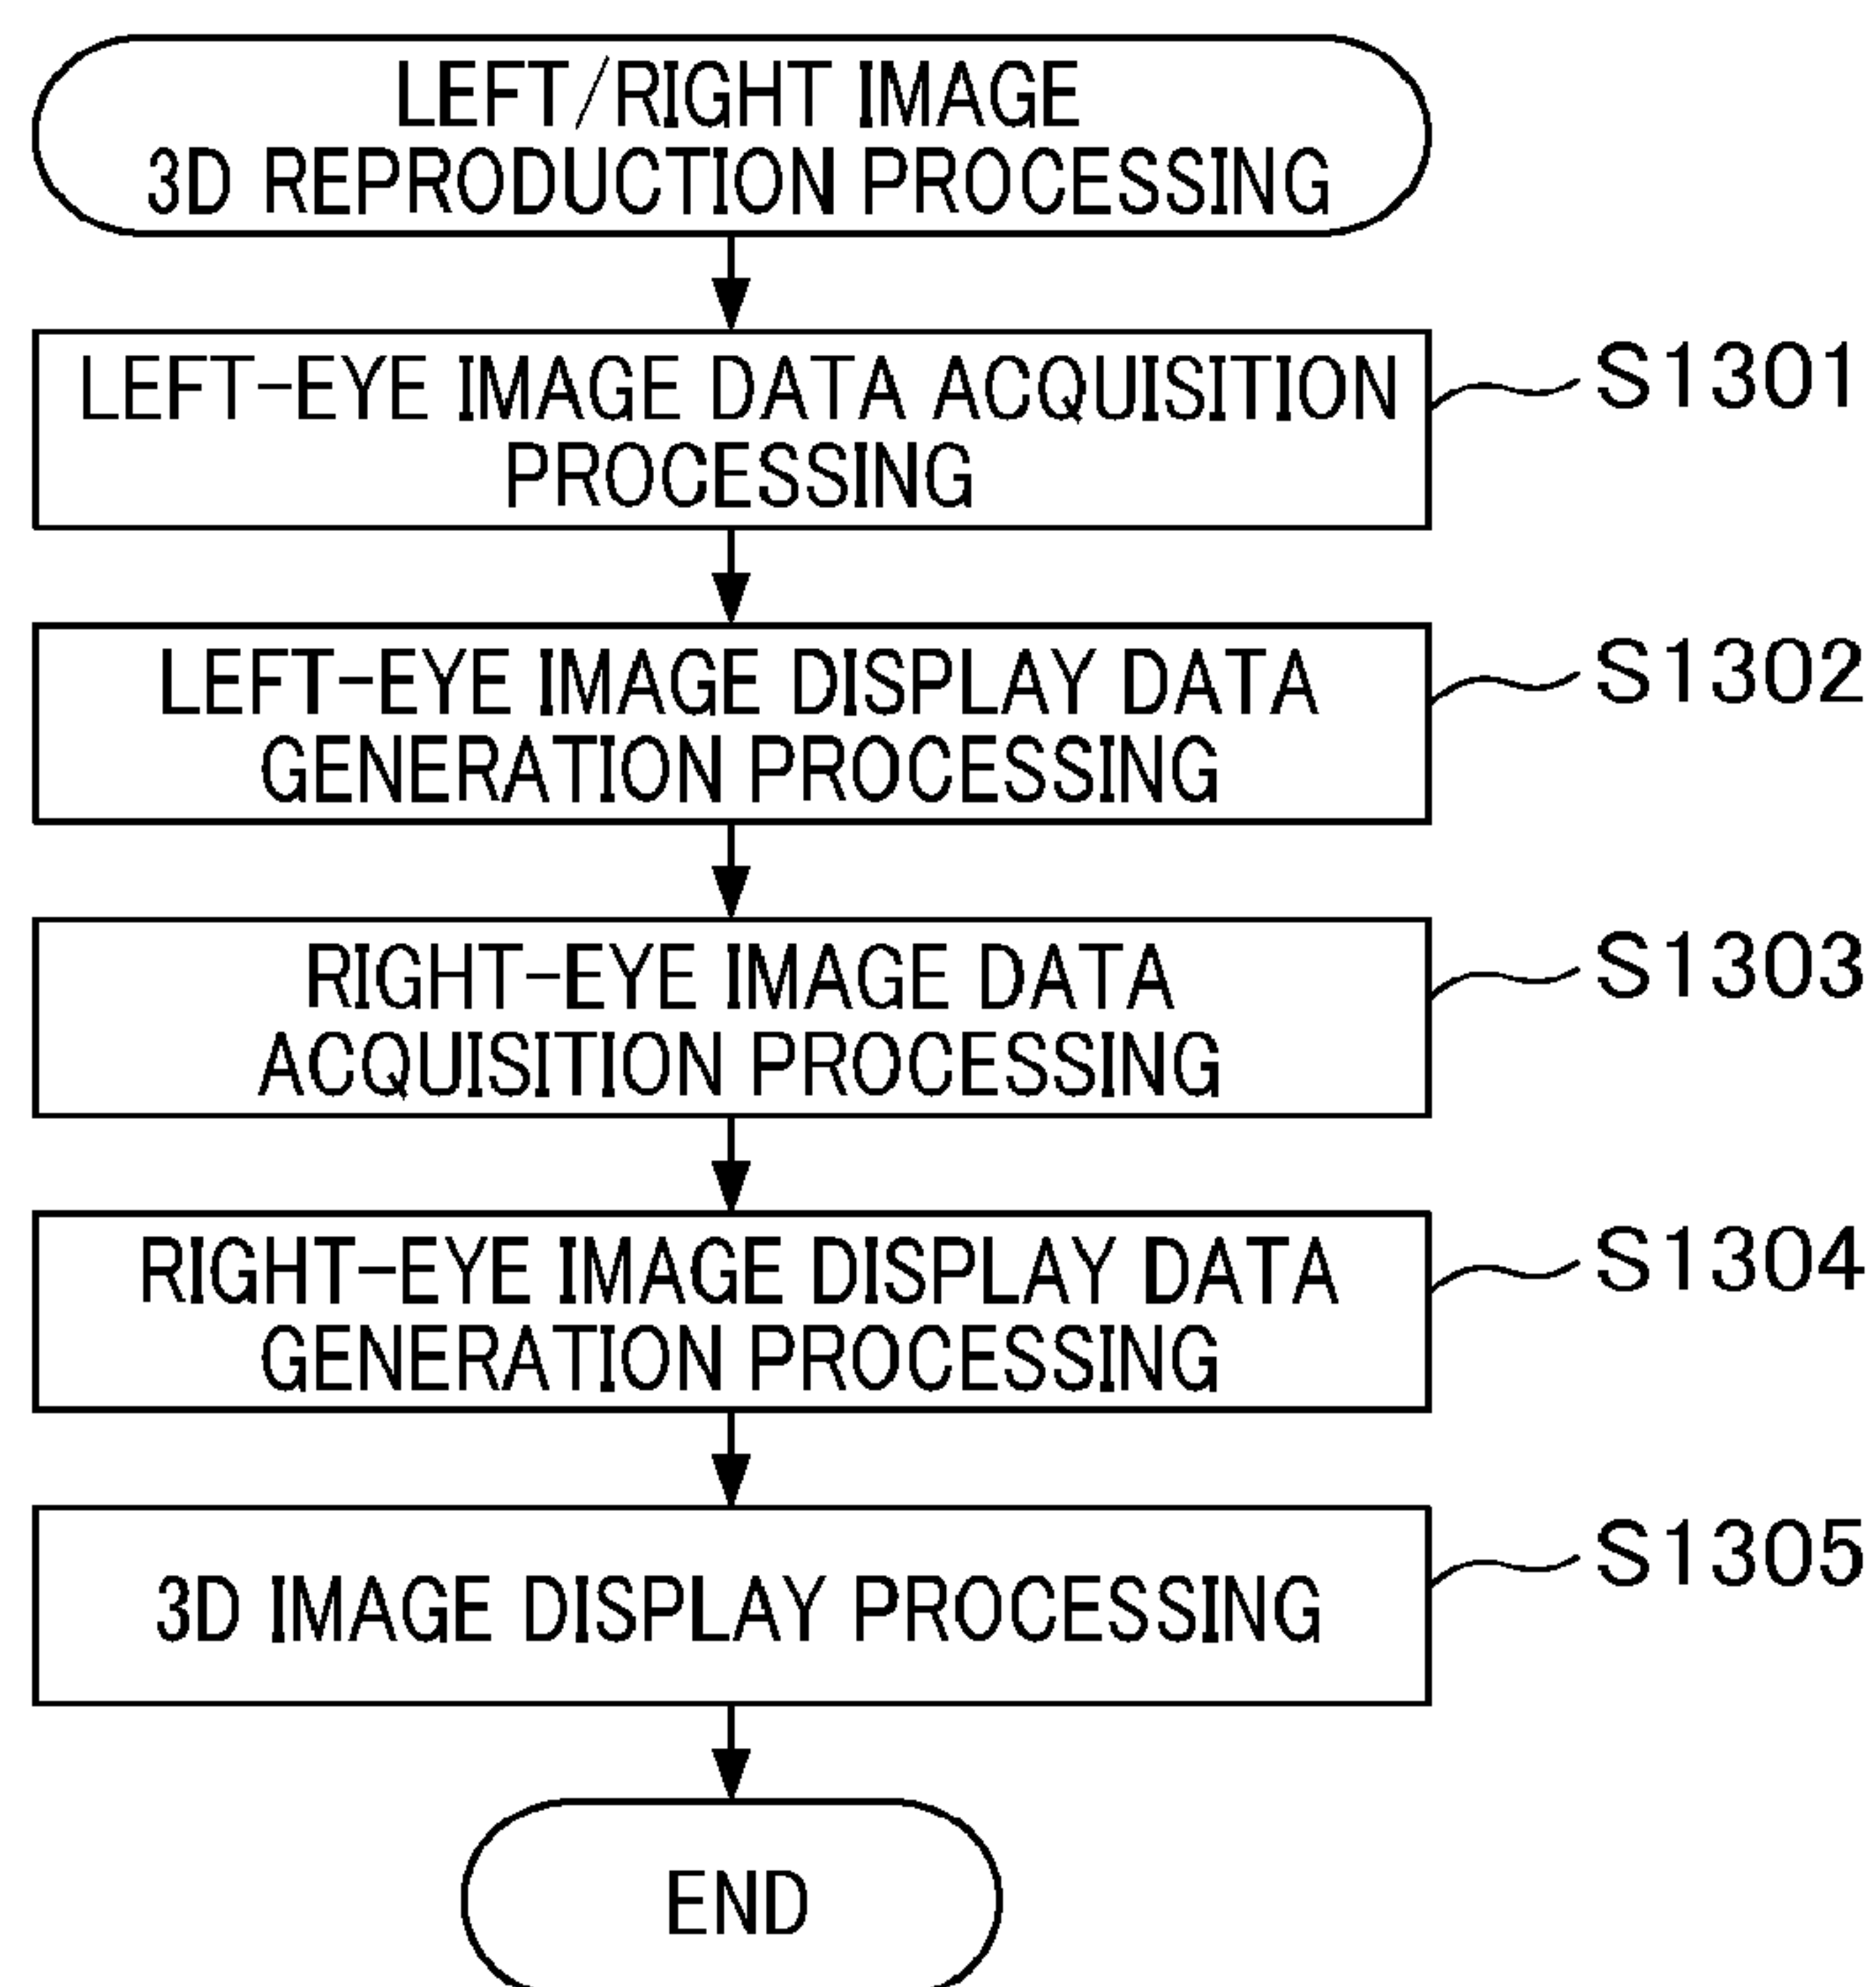 LEFT/RIGHT IMAGE
3D REPRODUCTION PROCESSING
LEFT-EYE IMAGE DATA ACQUISITION
PROCESSING
S1301
LEFT-EYE IMAGE DISPLAY DATA
GENERATION PROCESSING
S1302
RIGHT-EYE IMAGE DATA
ACQUISITION PROCESSING
S1303
RIGHT-EYE IMAGE DISPLAY DATA
GENERATION PROCESSING
S1304
3D IMAGE DISPLAY PROCESSING
S1305
END